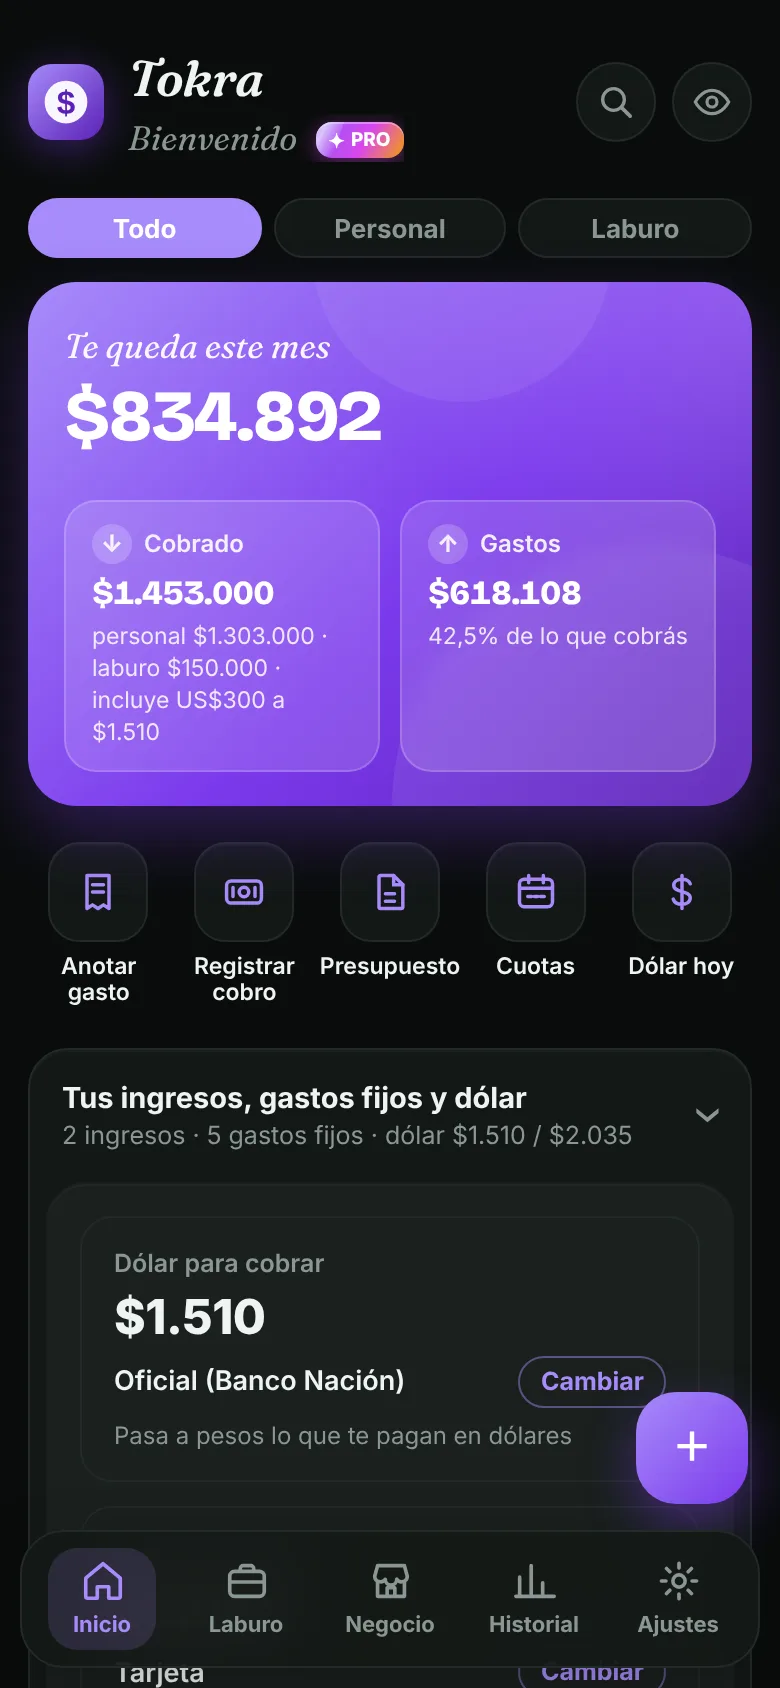 $
Tokra
Bienvenido
PRO
Todo
Personal
Laburo
Te queda este mes
$834.892
Cobrado
$1.453.000
personal $1.303.000 ·
laburo $150.000 ·
incluye US$300 a
$1.510
Gastos
$618.108
42,5% de lo que cobrás
Anotar
gasto
Registrar
cobro
Presupuesto
Cuotas
$
Dólar hoy
Tus ingresos, gastos fijos y dólar
2 ingresos · 5 gastos fijos · dólar $1.510 / $2.035
Dólar para cobrar
$1.510
Oficial (Banco Nación)
Cambiar
Pasa a pesos lo que te pagan en dólares
+
Inicio
Laburo
Negocio
Historial
Ajustes
Tarjeta
Cambiar